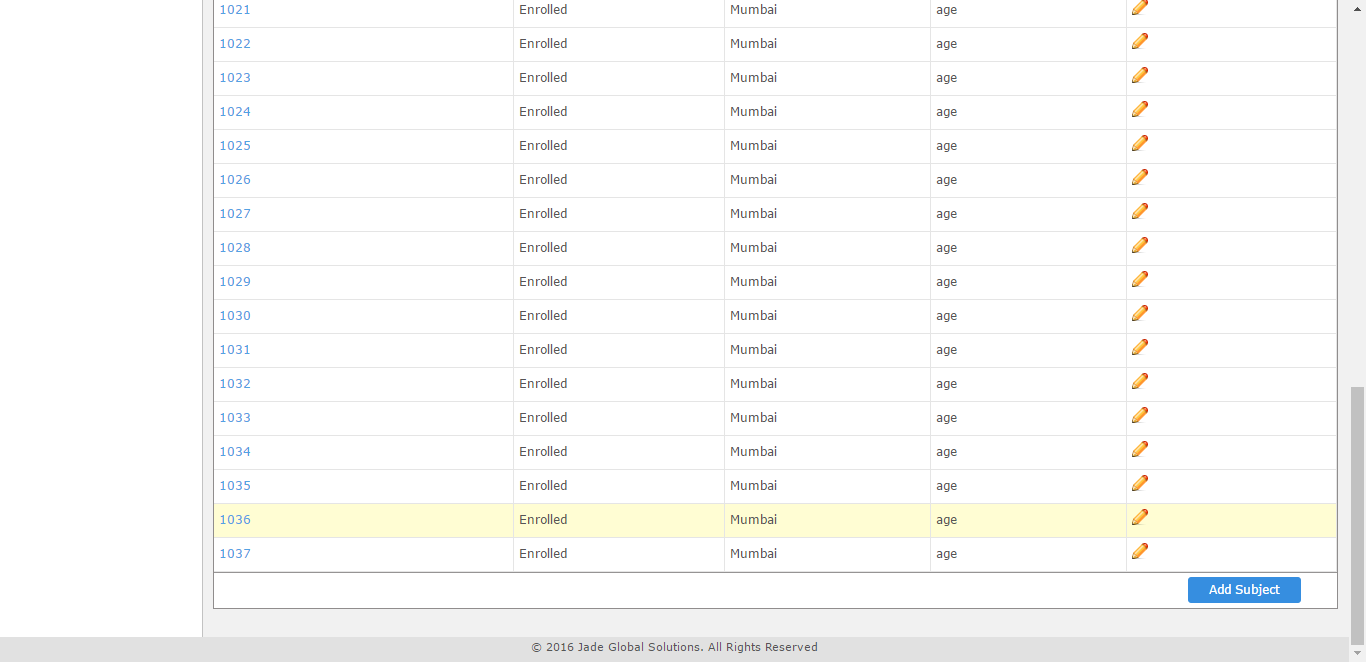 1021 Enrolled Mumbai age
1022 Enrolled Mumbai age
1023 Enrolled Mumbai age
1024 Enrolled Mumbai age
1025 Enrolled Mumbai age
1026 Enrolled Mumbai age
1027 Enrolled Mumbai age
1028 Enrolled Mumbai age
1029 Enrolled Mumbai age
1030 Enrolled Mumbai age
1031 Enrolled Mumbai age
1032 Enrolled Mumbai age
1033 Enrolled Mumbai age
1034 Enrolled Mumbai age
1035 Enrolled Mumbai age
1036 Enrolled Mumbai age
1037 Enrolled Mumbai age
Add Subject
© 2016 Jade Global Solutions. All Rights Reserved